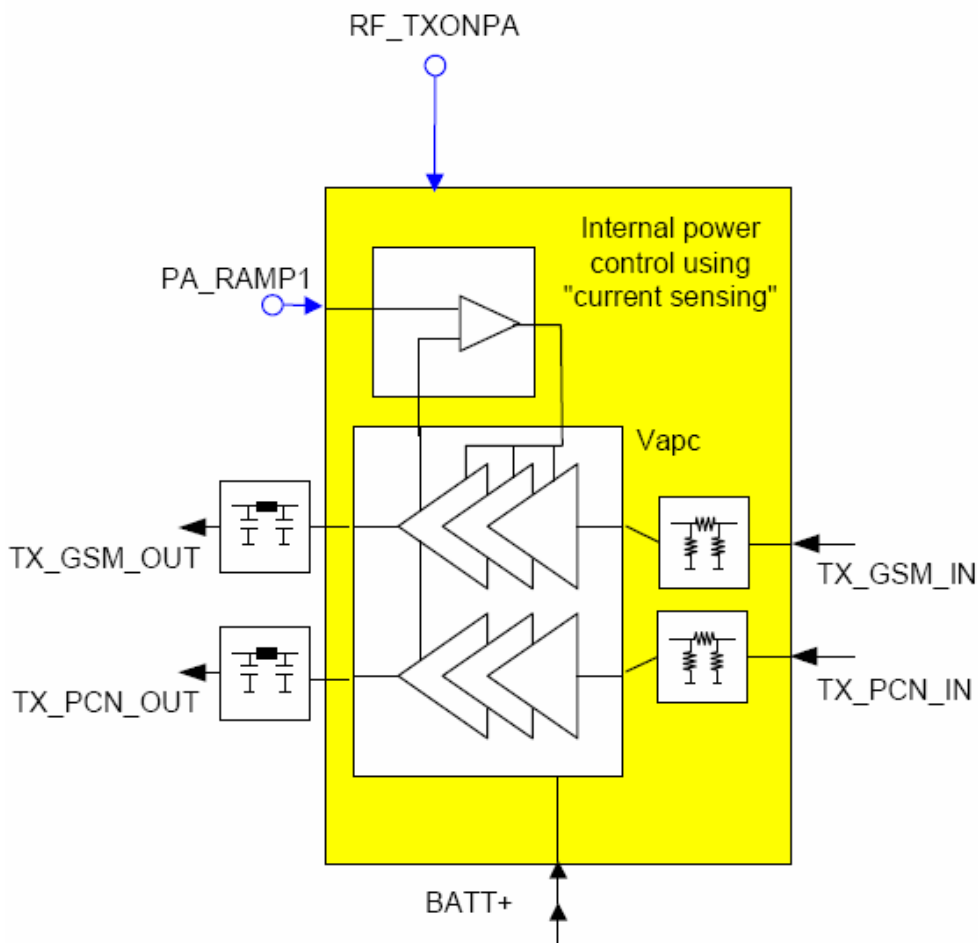 RF_TXONPA
Internal power
control using
"current sensing"
PA_RAMP1
Vapc
TX_GSM_OUT
TX_GSM_IN
TX_PCN_OUT
TX_PCN_IN
BATT+